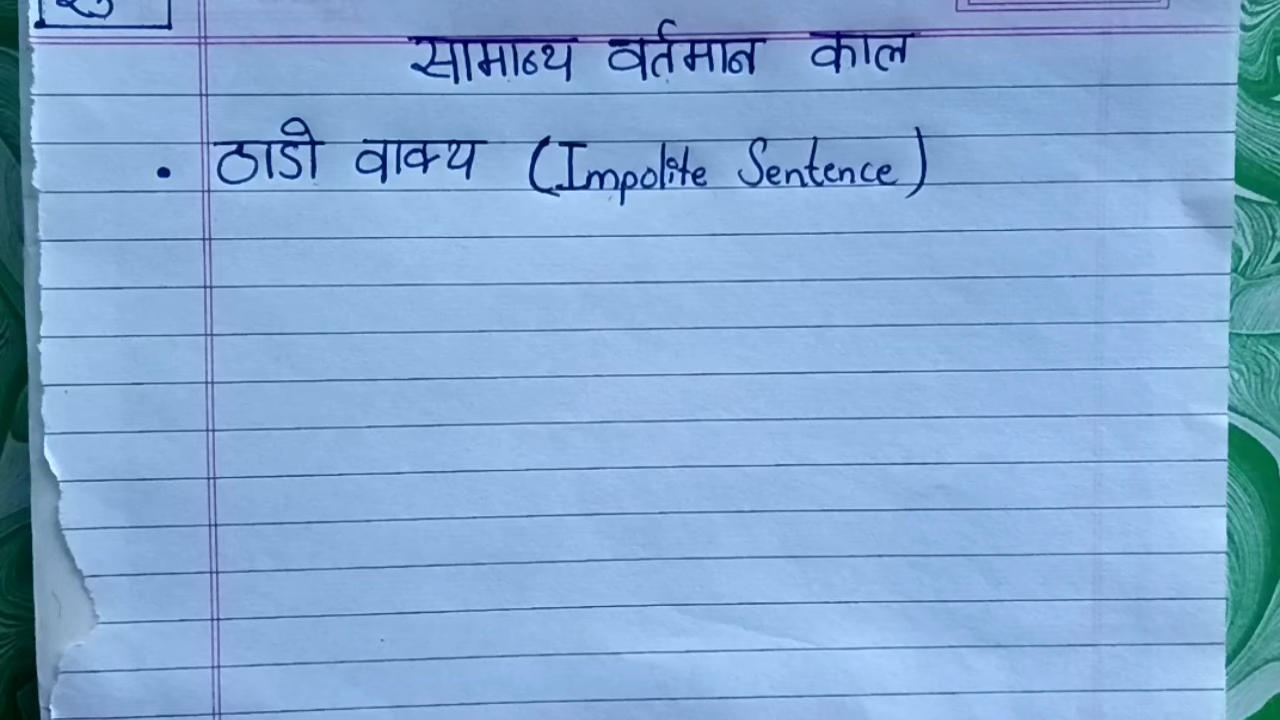 सामान्य वर्तमान काल
• ठाडो वाक्य (Impolite Sentence)